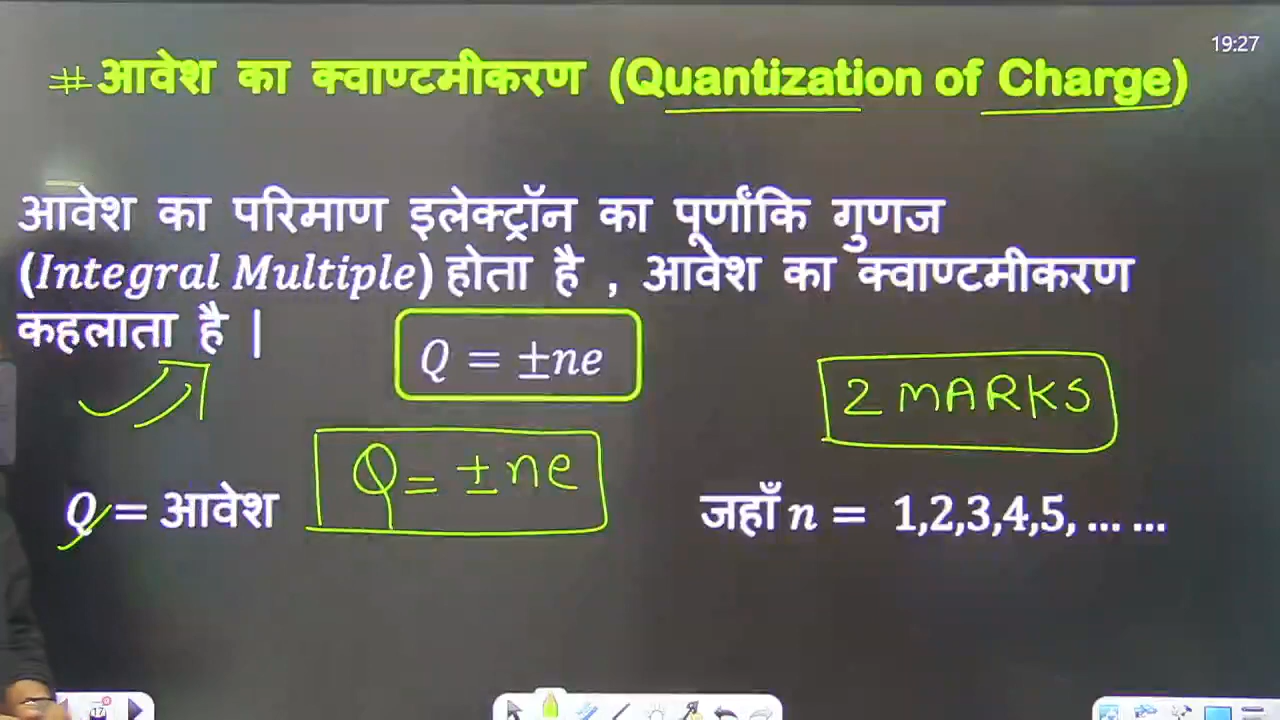 19:27
# आवेश का क्वाण्टमीकरण (Quantization of Charge)
आवेश का परिमाण इलेक्ट्रॉन का पूर्णांकि गुणज
(Integral Multiple) होता है , आवेश का क्वाण्टमीकरण
कहलाता है |
Q = ±ne
2 MARKS
Q = ±ne
Q = आवेश
जहाँ n = 1,2,3,4,5, ... ...